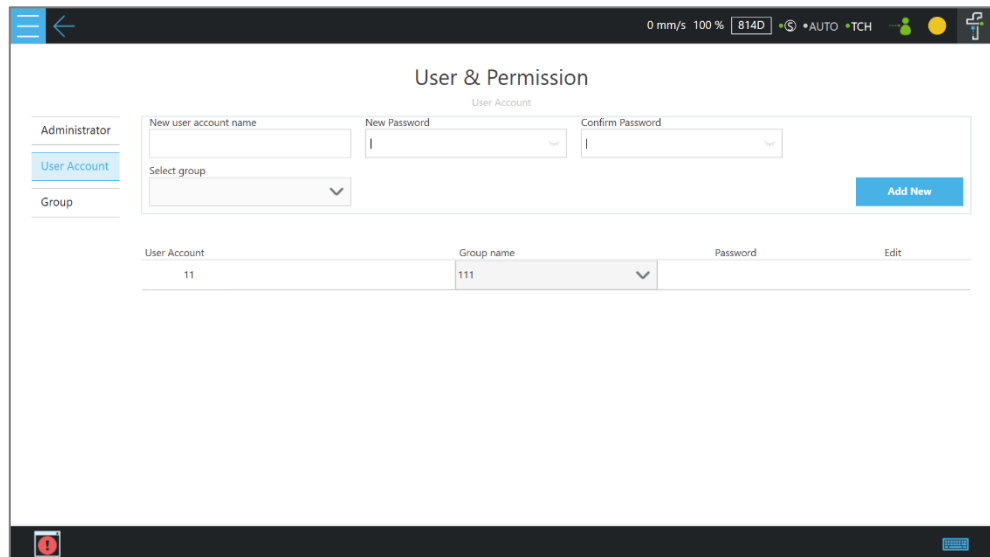 0 mm/s 100 % 814D •Ⓢ •AUTO •TCH
User & Permission
User Account
Administrator
User Account
Group
New user account name New Password Confirm Password
Select group
Add New
User Account Group name Password Edit
11 111